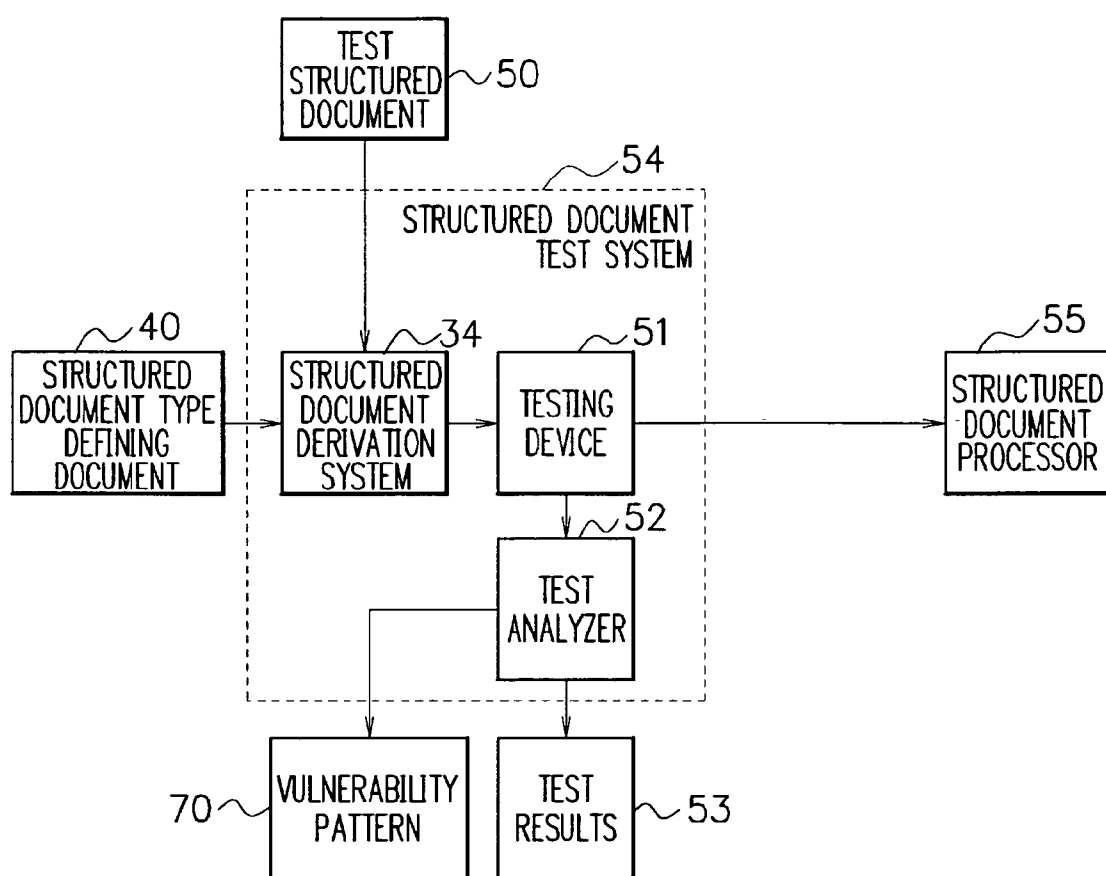 TEST
STRUCTURED
DOCUMENT
50
54
STRUCTURED DOCUMENT
TEST SYSTEM
40
STRUCTURED
DOCUMENT TYPE
DEFINING
DOCUMENT
34
STRUCTURED
DOCUMENT
DERIVATION
SYSTEM
51
TESTING
DEVICE
55
STRUCTURED
DOCUMENT
PROCESSOR
52
TEST
ANALYZER
70
VULNERABILITY
PATTERN
TEST
RESULTS
53